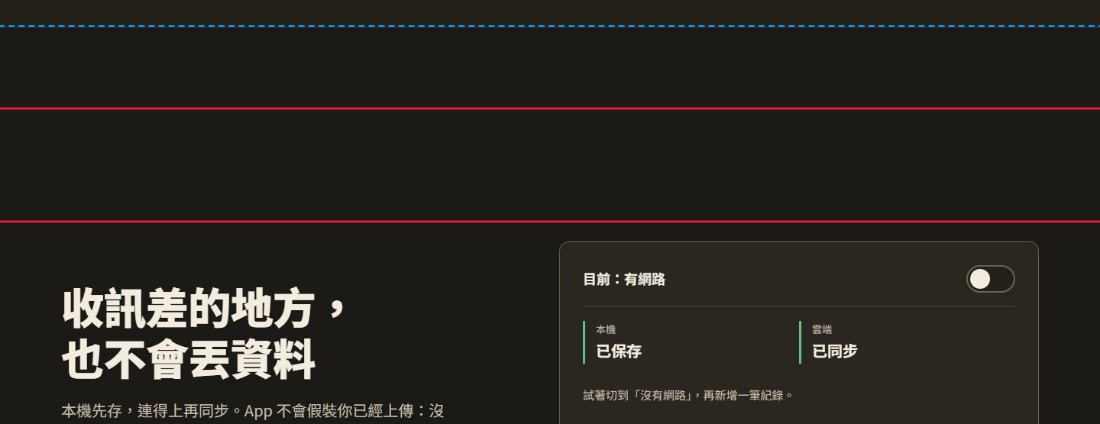 收訊差的地方，
也不會丟資料
本機先存，連得上再同步。App 不會假裝你已經上傳：沒
目前：有網路
本機
已保存
雲端
已同步
試著切到「沒有網路」，再新增一筆紀錄。